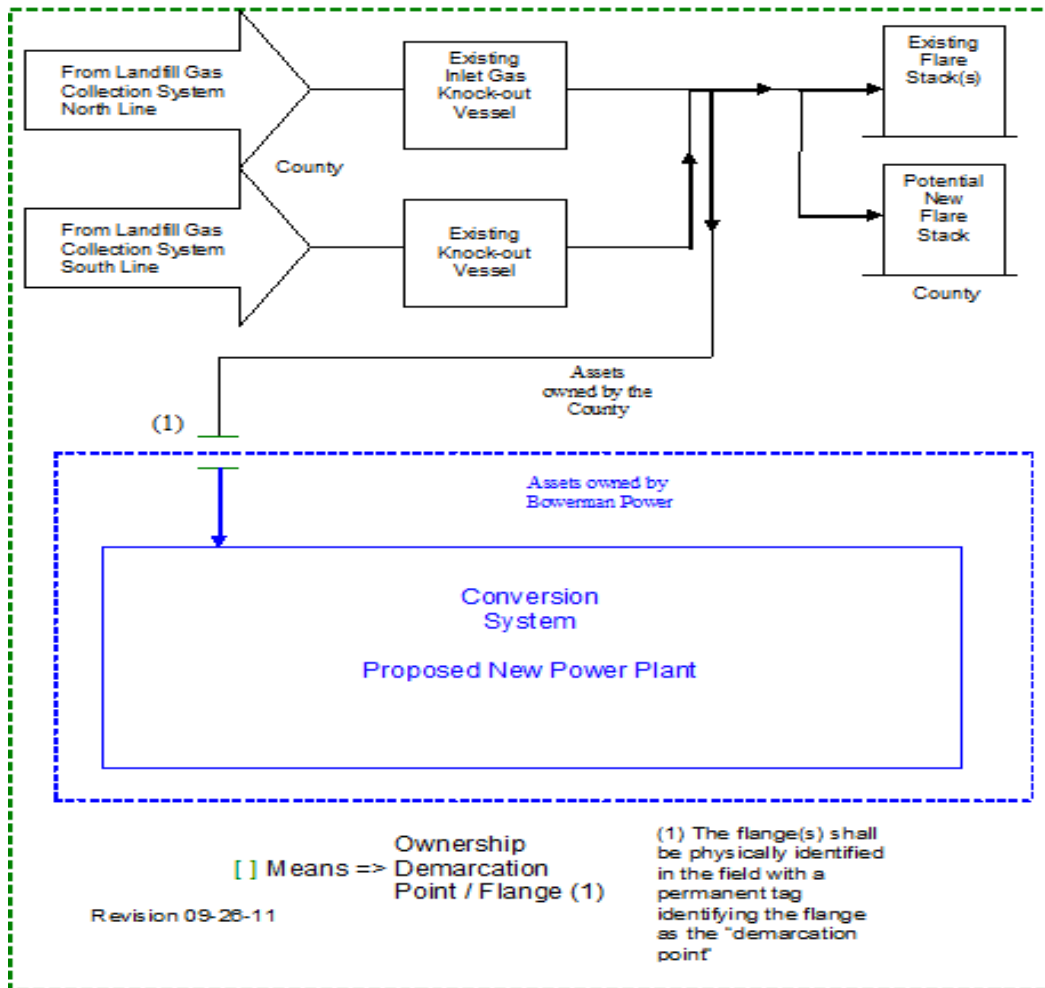 From Landfill Gas
Collection System
North Line
Existing
Inlet Gas
Knock-out
Vessel
Existing
Flare
Stack(s)
County
From Landfill Gas
Collection System
South Line
Existing
Knock-out
Vessel
Potential
New
Flare
Stack
County
Assets
owned by the
County
(1)
Assets owned by
Bowerman Power
Conversion
System
Proposed New Power Plant
Ownership
[ ] Means => Demarcation
Point / Flange (1)
(1) The flange(s) shall
be physically identified
in the field with a
permanent tag
identifying the flange
as the "demarcation
point"
Revision 09-26-11